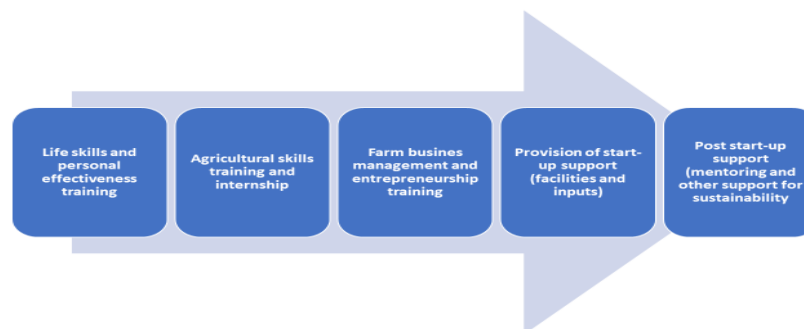 Life skills and
personal
effectiveness
training
Agricultural skills
training and
internship
Farm busines
management and
entrepreneurship
training
Provision of start-
up support
(facilities and
inputs)
Post start-up
support
(mentoring and
other support for
sustainability